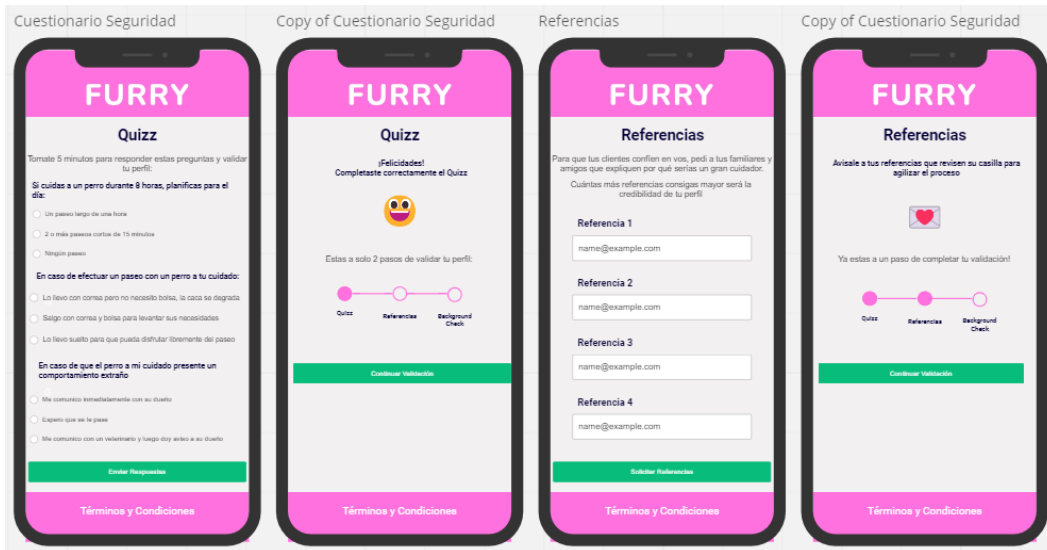 Cuestionario Seguridad
FURRY
Quizz
Tomate 5 minutos para responder estas preguntas y validar
tu perfil:
Si cuidas a un perro durante 8 horas, planificas para el
día:
Un paseo largo de una hora
2 o más paseos cortos de 15 minutos
Ningún paseo
En caso de efectuar un paseo con un perro a tu cuidado:
Lo llevo con correa pero no necesito bolsa, la caca se degrada
Salgo con correa y bolsa para levantar sus necesidades
Lo llevo suelto para que pueda disfrutar libremente del paseo
En caso de que el perro a mi cuidado presente un
comportamiento extraño
Me comunico inmediatamente con su dueño
Espero que se le pase
Me comunico con un veterinario y luego doy aviso a su dueño
Enviar Respuestas
Términos y Condiciones
Copy of Cuestionario Seguridad
FURRY
Quizz
¡Felicidades!
Completaste correctamente el Quizz
Estas a solo 2 pasos de validar tu perfil:
Quizz
Referencias
Background
Check
Continuar Validación
Términos y Condiciones
Referencias
FURRY
Referencias
Para que tus clientes confíen en vos, pedi a tus familiares y
amigos que expliquen por qué serías un gran cuidador.
Cuántas más referencias consigas mayor será la
credibilidad de tu perfil
Referencia 1
name@example.com
Referencia 2
name@example.com
Referencia 3
name@example.com
Referencia 4
name@example.com
Solicitar Referencias
Términos y Condiciones
Copy of Cuestionario Seguridad
FURRY
Referencias
Avisale a tus referencias que revisen su casilla para
agilizar el proceso
Ya estas a un paso de completar tu validación!
Quizz
Referencias
Background
Check
Continuar Validación
Términos y Condiciones